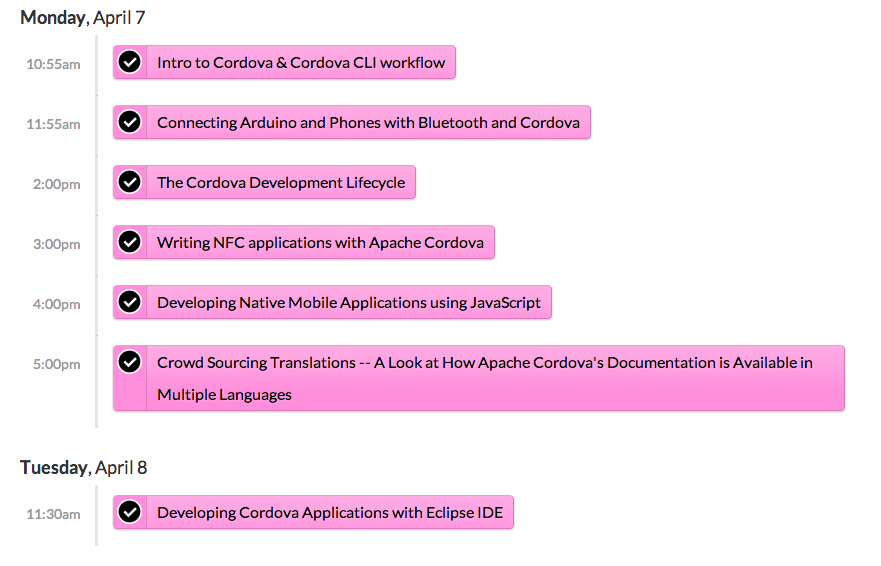 Monday, April 7
10:55am
Intro to Cordova & Cordova CLI workflow
11:55am
Connecting Arduino and Phones with Bluetooth and Cordova
2:00pm
The Cordova Development Lifecycle
3:00pm
Writing NFC applications with Apache Cordova
4:00pm
Developing Native Mobile Applications using JavaScript
5:00pm
Crowd Sourcing Translations -- A Look at How Apache Cordova's Documentation is Available in
Multiple Languages
Tuesday, April 8
11:30am
Developing Cordova Applications with Eclipse IDE